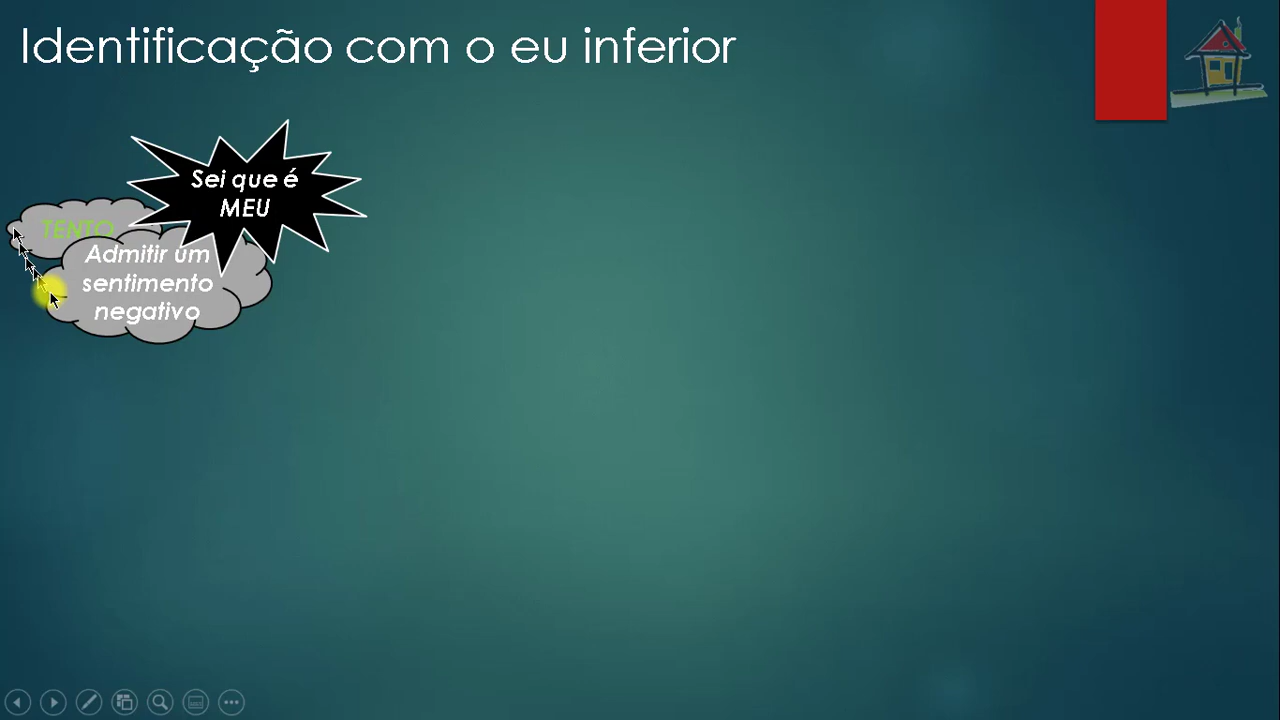 Identificação com o eu inferior
Sei que é
MEU
TENTO
Admitir um
sentimento
negativo